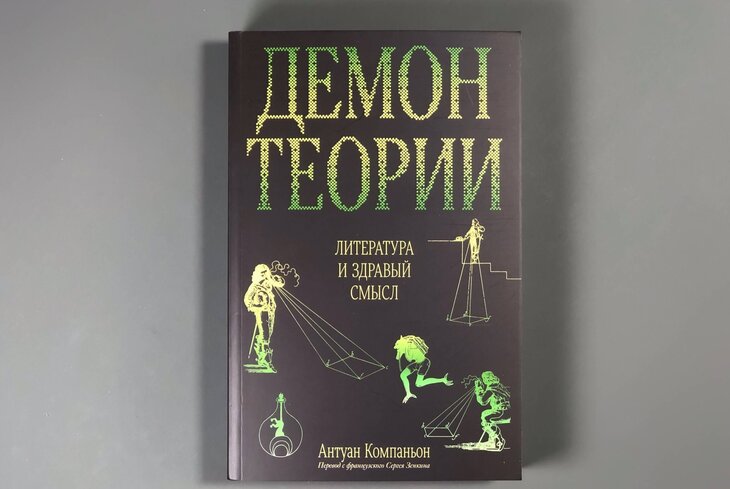 ДЕМОН
ТЕОРИИ
ЛИТЕРАТУРА
И ЗДРАВЫЙ
СМЫСЛ
Антуан Компаньон
Перевод с французского Сергея Зенкина